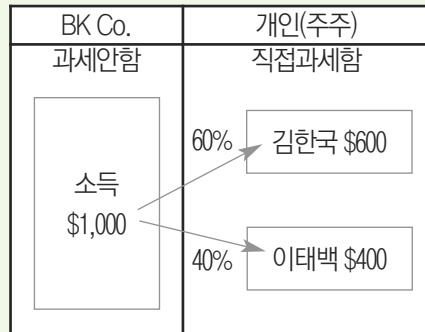 BK Co.
개인(주주)
과세안함
직접과세함
소득
$1,000
60%
김한국 $600
40%
이태백 $400